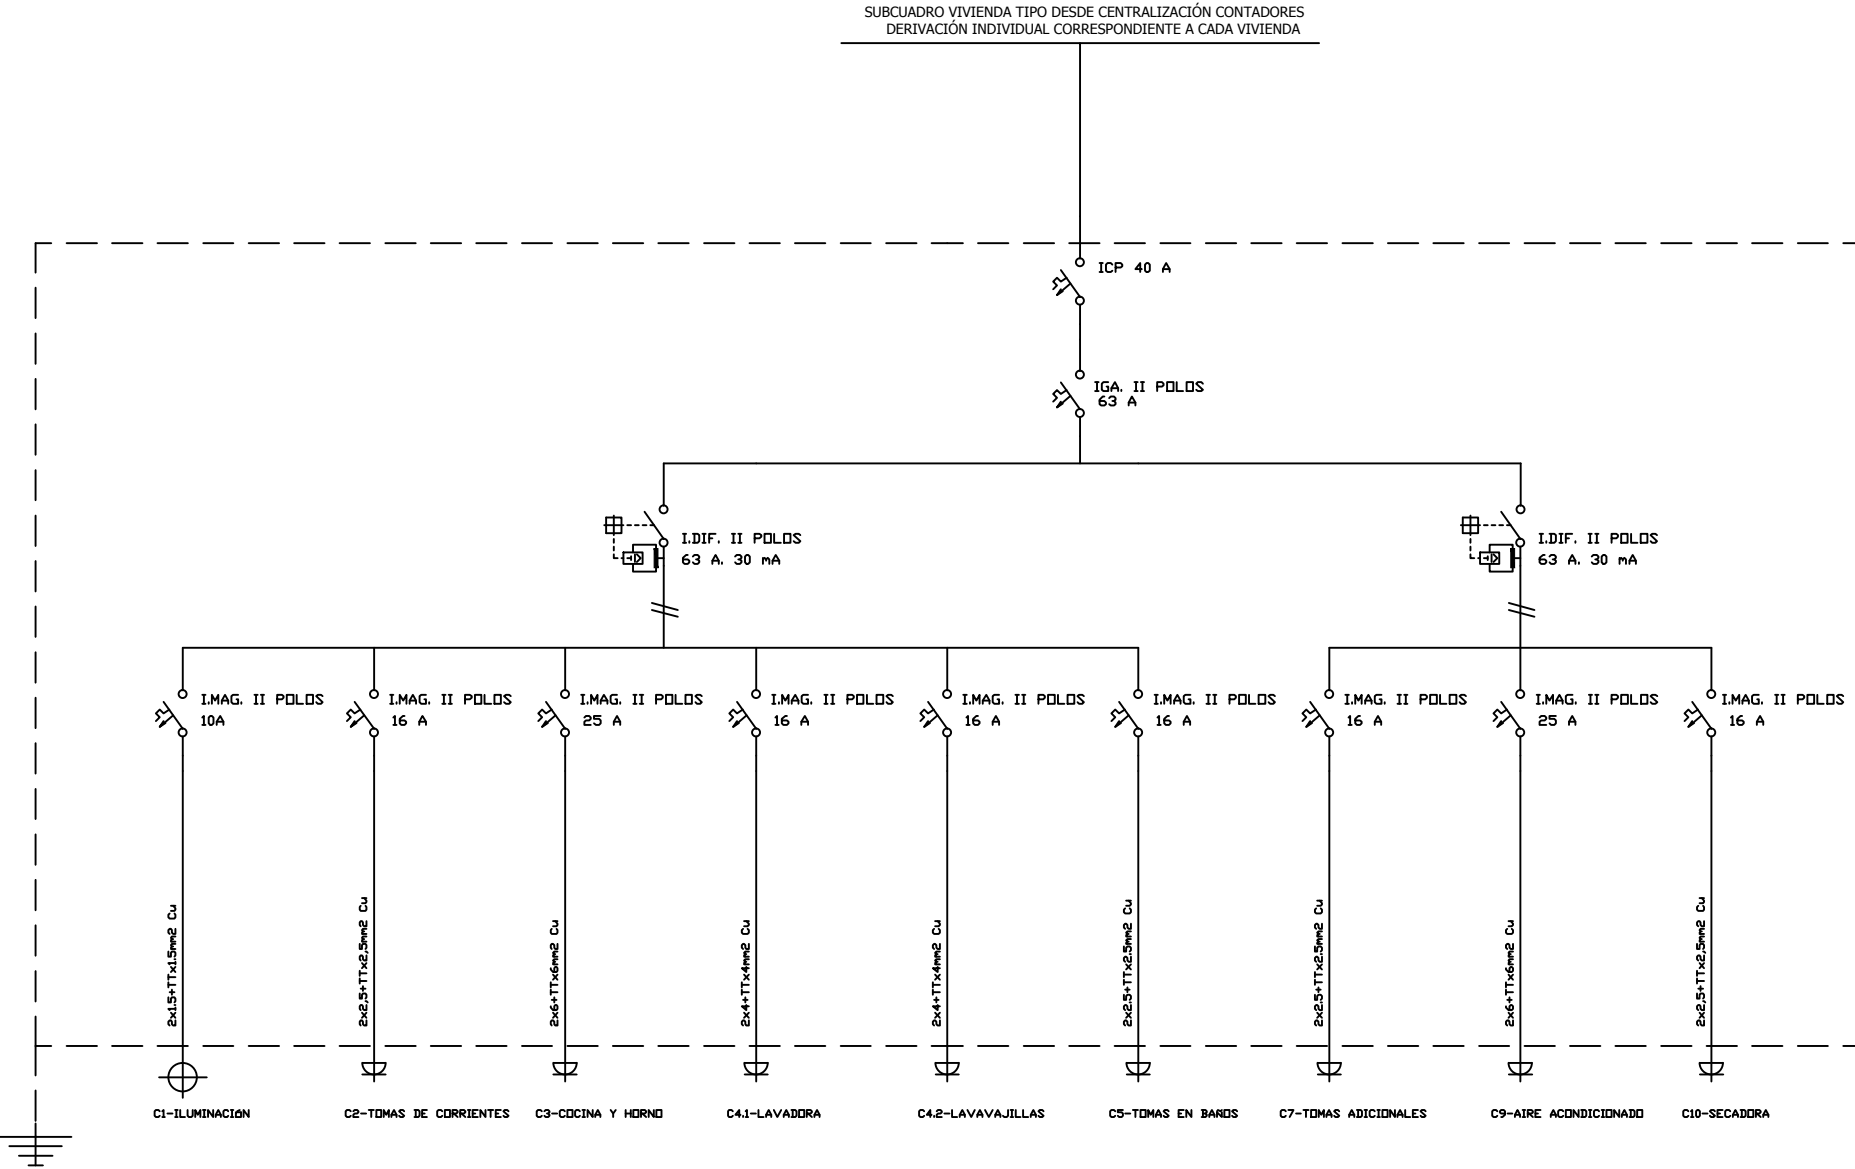 SUBCUADRO VIVIENDA TIPO DESDE CENTRALIZACIÓN CONTADORES
DERIVACIÓN INDIVIDUAL CORRESPONDIENTE A CADA VIVIENDA
ICP 40 A
IGA. II POLOS
63 A
I.DIF. II POLOS
63 A. 30 mA
I.DIF. II POLOS
63 A. 30 mA
I.MAG. II POLOS
10A
I.MAG. II POLOS
16 A
I.MAG. II POLOS
25 A
I.MAG. II POLOS
16 A
I.MAG. II POLOS
16 A
I.MAG. II POLOS
16 A
I.MAG. II POLOS
16 A
I.MAG. II POLOS
25 A
I.MAG. II POLOS
16 A
2x1.5+TTx1.5mm2 Cu
2x2,5+TTx2,5mm2 Cu
2x6+TTx6mm2 Cu
2x4+TTx4mm2 Cu
2x4+TTx4mm2 Cu
2x2.5+TTx2.5mm2 Cu
2x2.5+TTx2.5mm2 Cu
2x6+TTx6mm2 Cu
2x2,5+TTx2,5mm2 Cu
C1-ILUMINACIóN
C2-TOMAS DE CORRIENTES
C3-COCINA Y HORNO
C4.1-LAVADORA
C4.2-LAVAVAJILLAS
C5-TOMAS EN BAÑOS
C7-TOMAS ADICIONALES
C9-AIRE ACONDICIONADO
C10-SECADORA